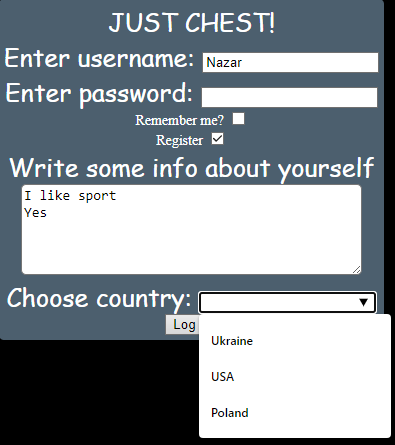 JUST CHEST!
Enter username: Nazar
Enter password:
Remember me?
Register
Write some info about yourself
I like sport
Yes
Choose country:
Log
Ukraine
USA
Poland